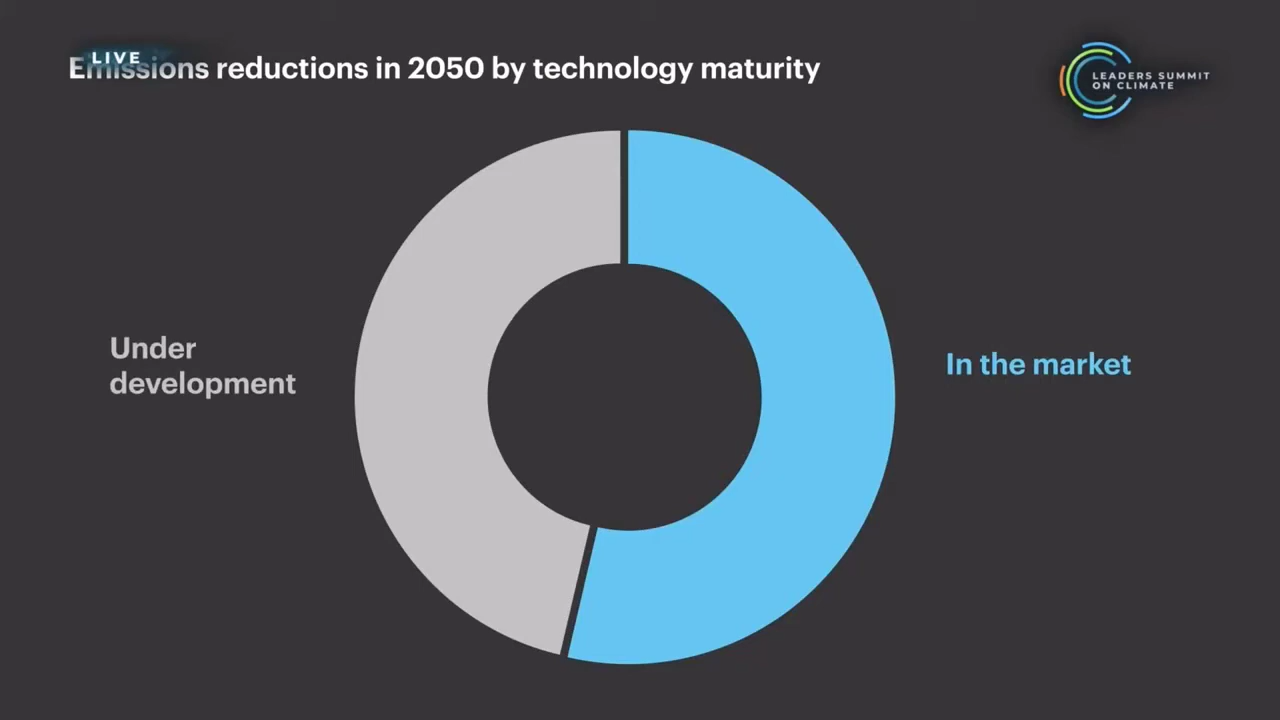 LIVE
Emissions reductions in 2050 by technology maturity
LEADERS SUMMIT
ON CLIMATE
Under
development
In the market